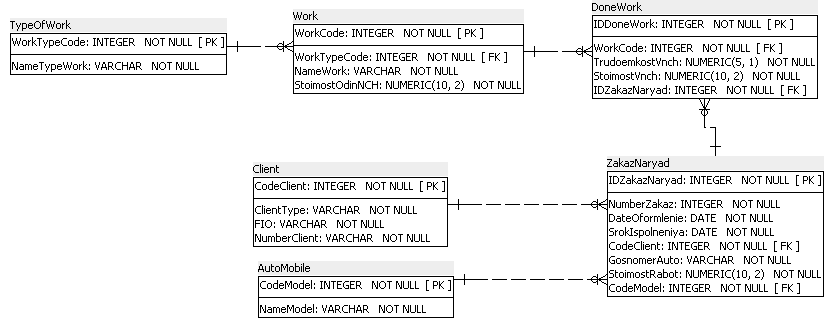 TypeOfWork
WorkTypeCode: INTEGER NOT NULL [ PK ]
NameTypeWork: VARCHAR NOT NULL
Work
WorkCode: INTEGER NOT NULL [ PK ]
WorkTypeCode: INTEGER NOT NULL [ FK ]
NameWork: VARCHAR NOT NULL
StoimostOdinNCH: NUMERIC(10, 2) NOT NULL
DoneWork
IDDoneWork: INTEGER NOT NULL [ PK ]
WorkCode: INTEGER NOT NULL [ FK ]
TrudoemkostVnch: NUMERIC(5, 1) NOT NULL
StoimostVnch: NUMERIC(10, 2) NOT NULL
IDZakazNaryad: INTEGER NOT NULL [ FK ]
Client
CodeClient: INTEGER NOT NULL [ PK ]
ClientType: VARCHAR NOT NULL
FIO: VARCHAR NOT NULL
NumberClient: VARCHAR NOT NULL
AutoMobile
CodeModel: INTEGER NOT NULL [ PK ]
NameModel: VARCHAR NOT NULL
ZakazNaryad
IDZakazNaryad: INTEGER NOT NULL [ PK ]
NumberZakaz: INTEGER NOT NULL
DateOformlenie: DATE NOT NULL
SrokIspolneniya: DATE NOT NULL
CodeClient: INTEGER NOT NULL [ FK ]
GosnomerAuto: VARCHAR NOT NULL
StoimostRabot: NUMERIC(10, 2) NOT NULL
CodeModel: INTEGER NOT NULL [ FK ]